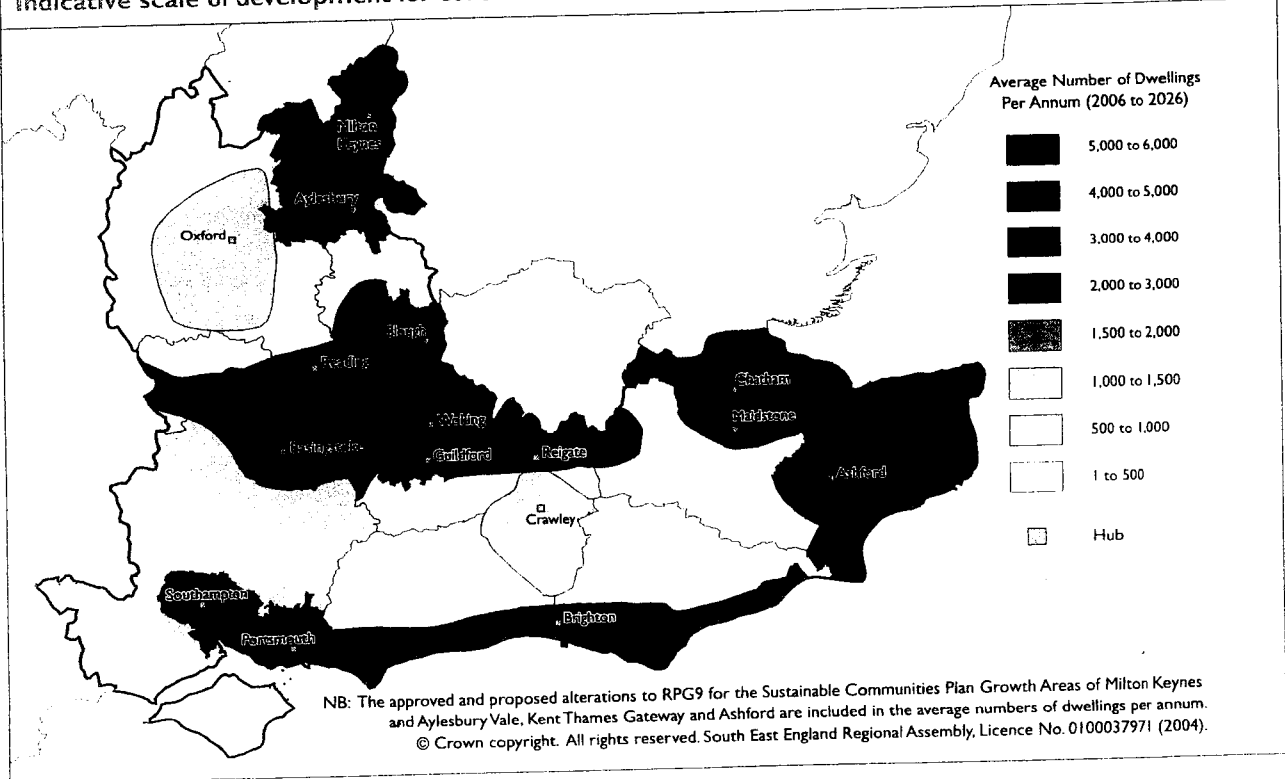 Indicative scale of development for
Average Number of Dwellings
Per Annum (2006 to 2026)
5,000 to 6,000
4,000 to 5,000
3,000 to 4,000
2,000 to 3,000
1,500 to 2,000
1,000 to 1,500
500 to 1,000
1 to 500
Hub
Milton
Keynes
Aylesbury
Oxford
Slough
Reading
Chatham
Maidstone
Woking
Basingstoke
Guildford
Reigate
Ashford
Crawley
Southampton
Portsmouth
Brighton
NB: The approved and proposed alterations to RPG9 for the Sustainable Communities Plan Growth Areas of Milton Keynes
and Aylesbury Vale, Kent Thames Gateway and Ashford are included in the average numbers of dwellings per annum.
© Crown copyright. All rights reserved. South East England Regional Assembly, Licence No. 0100037971 (2004).